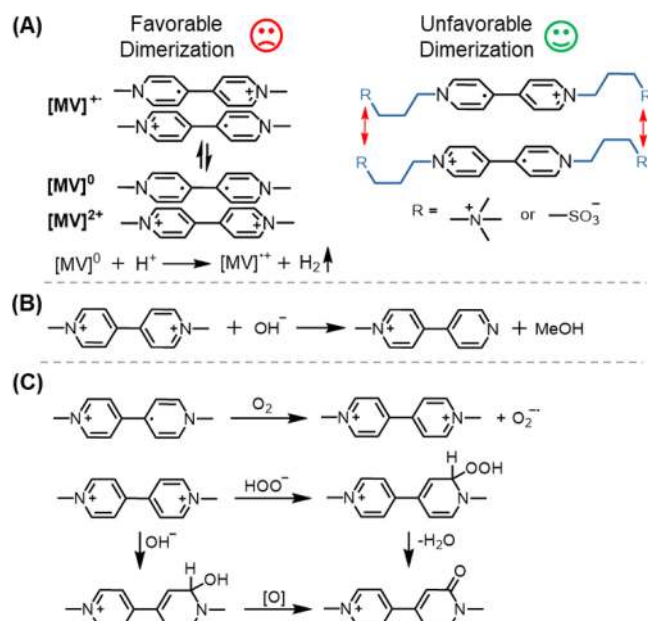 (A)
Favorable
Dimerization
Unfavorable
Dimerization
[MV]⁺·
N
N
+
N
+
N
[MV]⁰
N
N
[MV]²⁺
N
+
N
+
R
N
N
+
R
R
N
+
N
R
R = —N⁺— or —SO₃⁻
[MV]⁰ + H⁺ → [MV]·⁺ + H₂↑
(B)
N
+
N
+
+ OH⁻ → N
+
N + MeOH
(C)
N
+
N
O₂
N
+
N
+
+ O₂⁻·
N
+
N
+
HOO⁻
N
+
H
OOH
N
OH⁻
-H₂O
N
+
H
OH
N
[O]
N
+
O
N